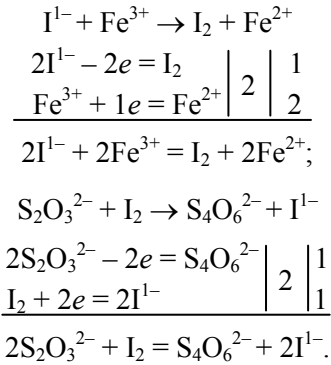 I¹⁻ + Fe³⁺ → I₂ + Fe²⁺
2I¹⁻ – 2e = I₂ | 2 | 1
Fe³⁺ + 1e = Fe²⁺ | 2
2I¹⁻ + 2Fe³⁺ = I₂ + 2Fe²⁺;
S₂O₃²⁻ + I₂ → S₄O₆²⁻ + I¹⁻
2S₂O₃²⁻ – 2e = S₄O₆²⁻ | 2 | 1
I₂ + 2e = 2I¹⁻ | 1
2S₂O₃²⁻ + I₂ = S₄O₆²⁻ + 2I¹⁻.